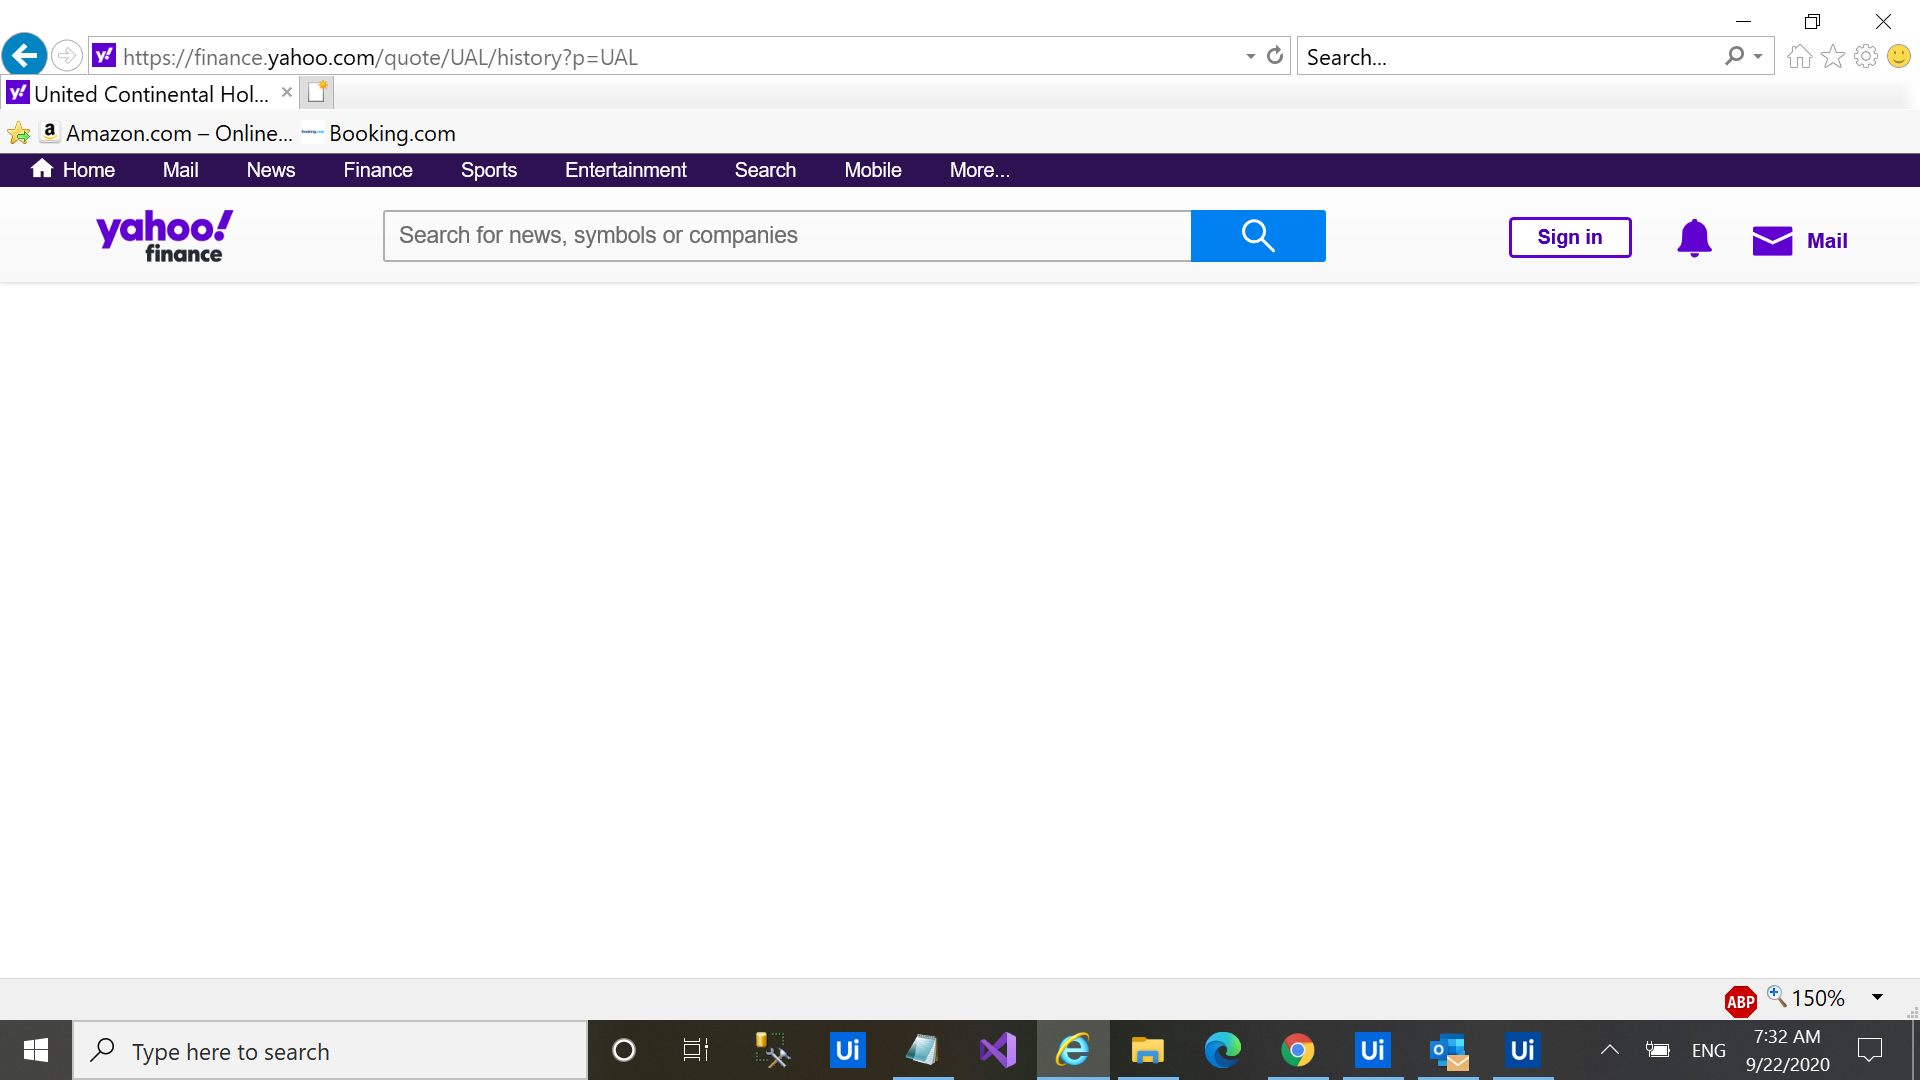 https://finance.yahoo.com/quote/UAL/history?p=UAL
Search...
y! United Continental Hol...
a Amazon.com – Online... Booking.com
Home Mail News Finance Sports Entertainment Search Mobile More...
yahoo! finance
Search for news, symbols or companies
Sign in
Mail
ABP 150%
Type here to search
Ui
Ui
Ui
ENG
7:32 AM
9/22/2020